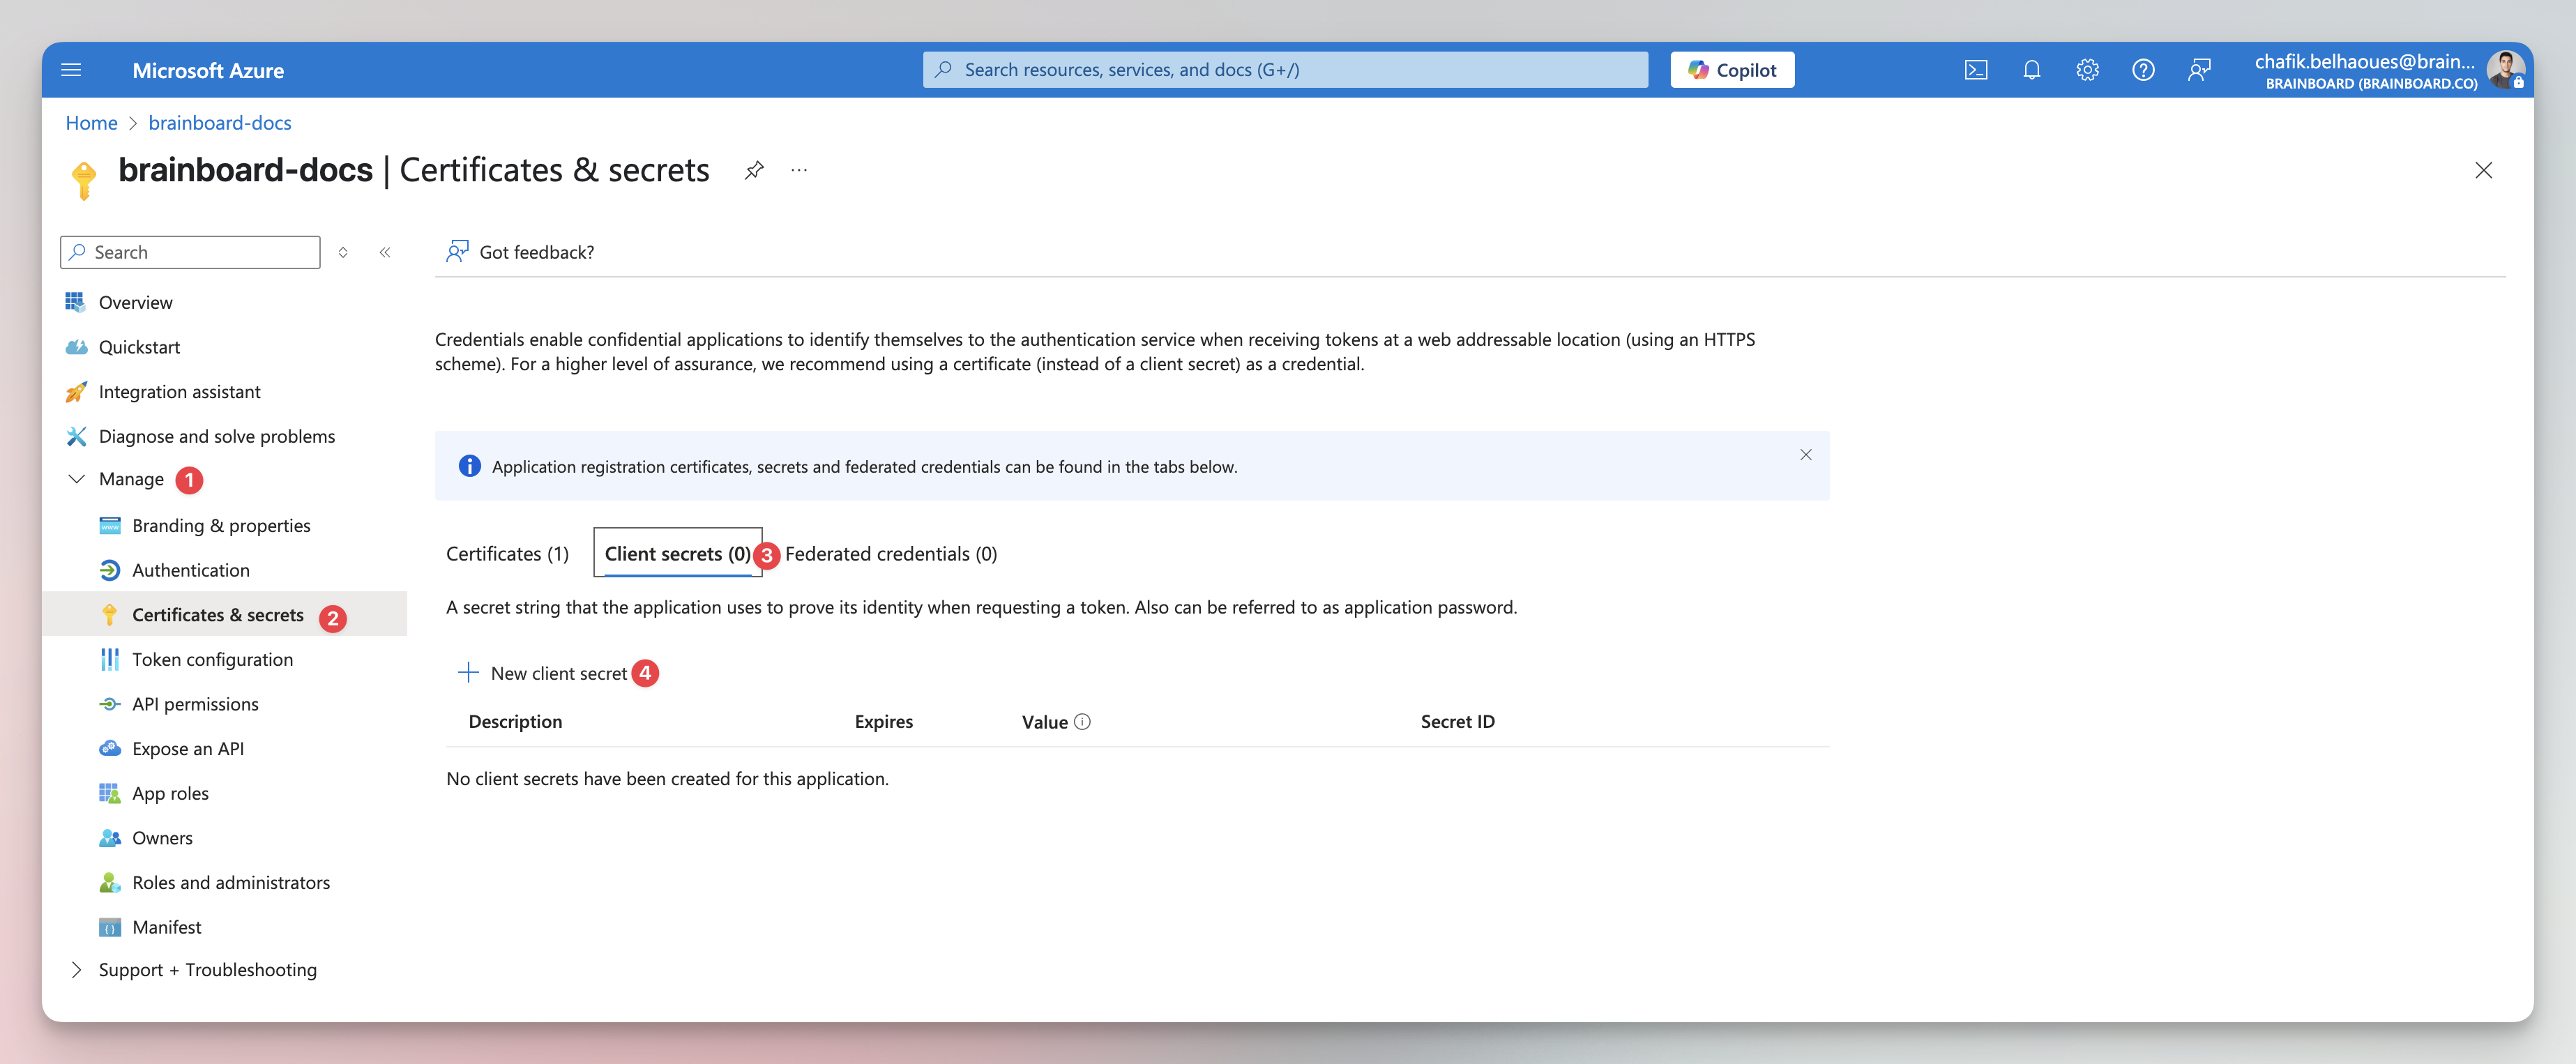 Microsoft Azure
Search resources, services, and docs (G+/)
Copilot
chafik.belhaoues@brain...
BRAINBOARD (BRAINBOARD.CO)
Home > brainboard-docs
brainboard-docs | Certificates & secrets
Search
Got feedback?
Overview
Quickstart
Integration assistant
Diagnose and solve problems
Manage 1
Branding & properties
Authentication
Certificates & secrets 2
Token configuration
API permissions
Expose an API
App roles
Owners
Roles and administrators
Manifest
Support + Troubleshooting
Credentials enable confidential applications to identify themselves to the authentication service when receiving tokens at a web addressable location (using an HTTPS
scheme). For a higher level of assurance, we recommend using a certificate (instead of a client secret) as a credential.
Application registration certificates, secrets and federated credentials can be found in the tabs below.
Certificates (1) Client secrets (0) 3 Federated credentials (0)
A secret string that the application uses to prove its identity when requesting a token. Also can be referred to as application password.
New client secret 4
Description Expires Value Secret ID
No client secrets have been created for this application.